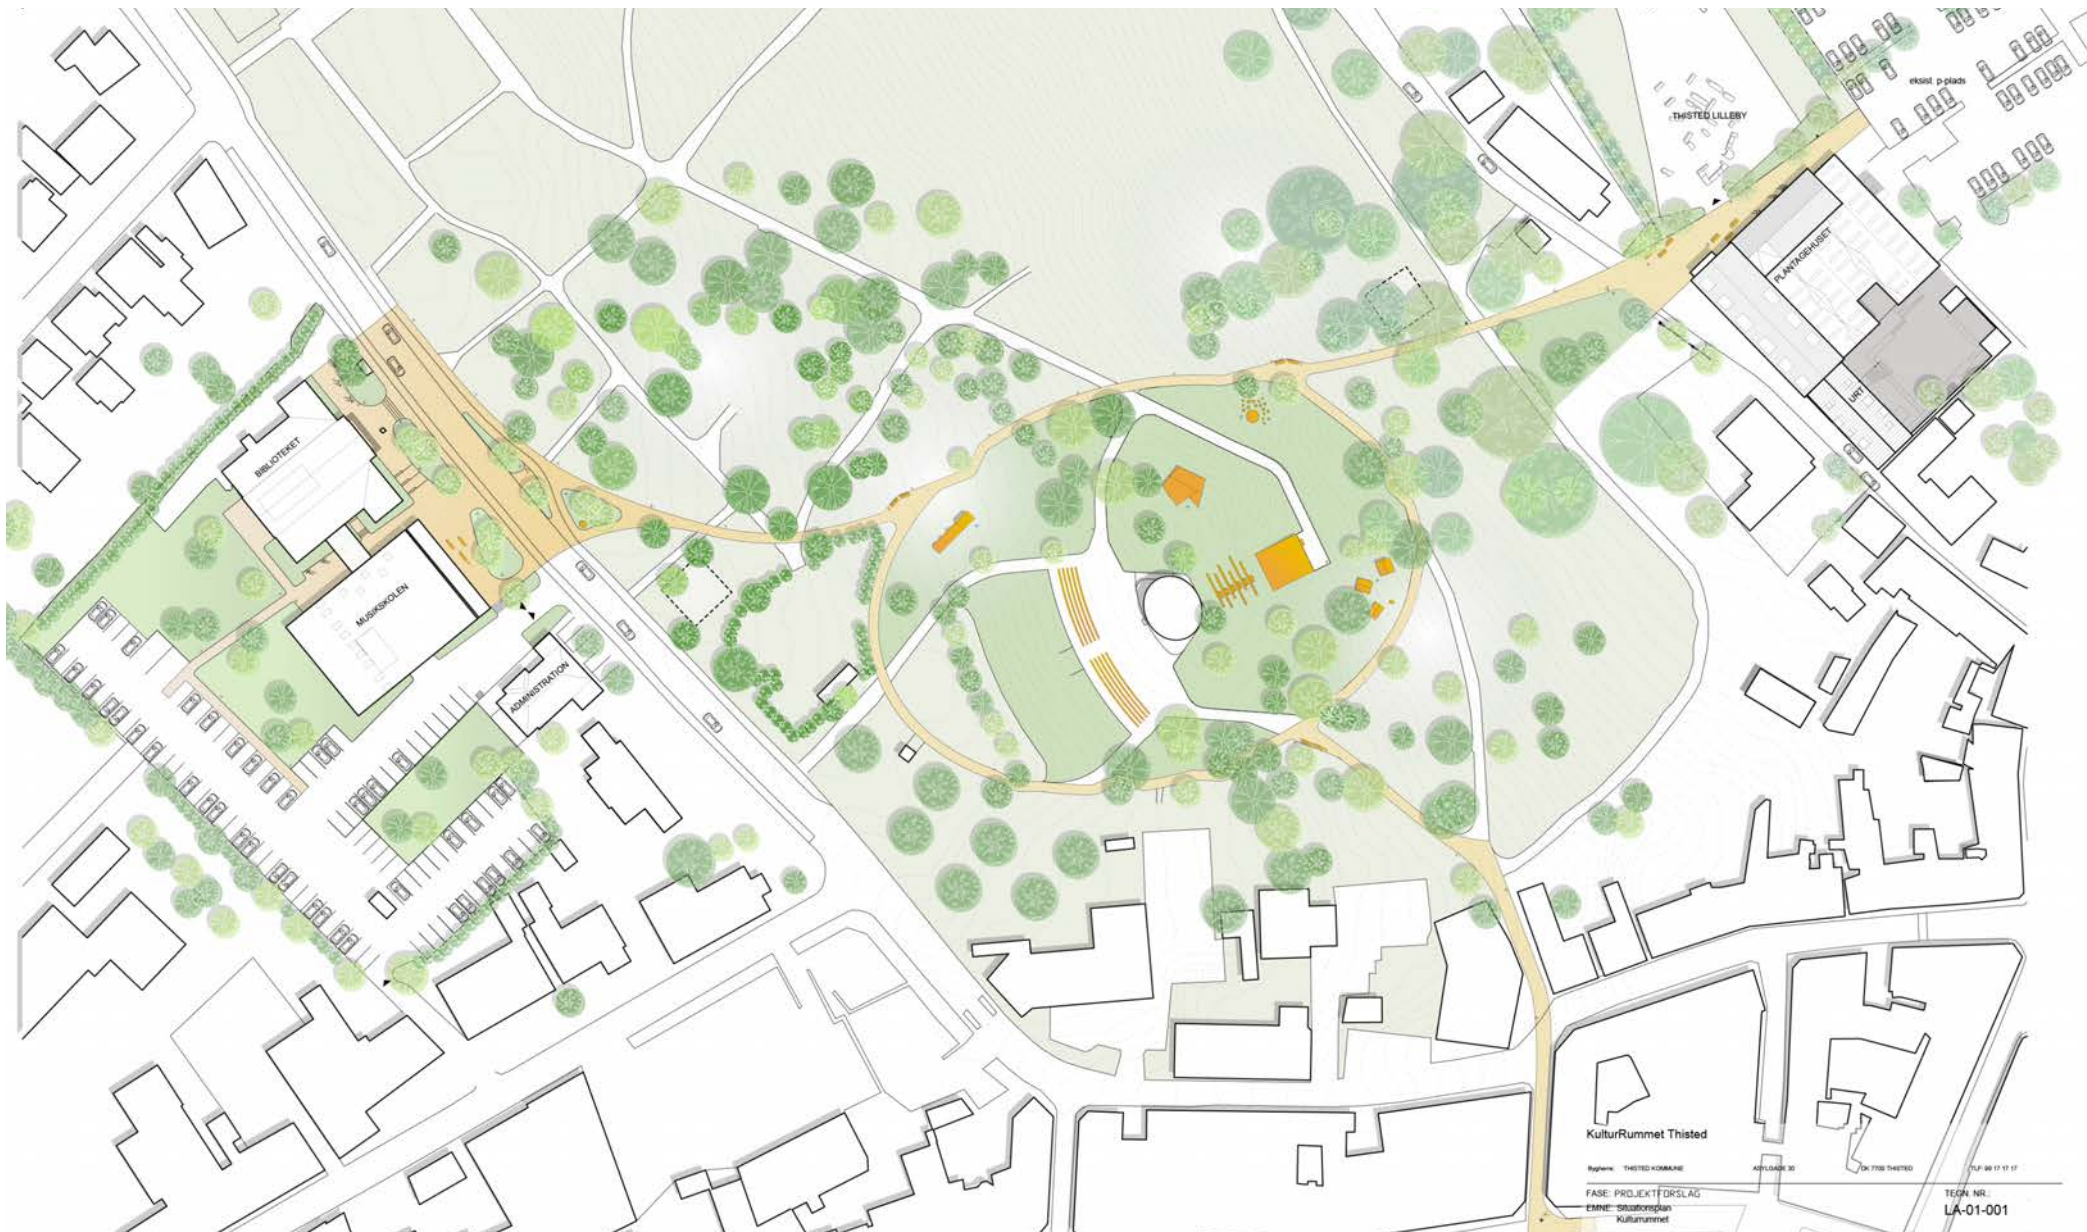 eksist. p-plads
THISTED LILLEBY
PLANTAGEHUSET
URT
BIBLIOTEKET
MUSIKSKOLEN
ADMINISTRATION
KulturRummet Thisted
Bygherre: THISTED KOMMUNE ASYLGADE 30 DK 7700 THISTED TLF: 99 17 17 17
FASE: PROJEKTFORSLAG TEGN. NR.:
EMNE: Situationsplan LA-01-001
Kulturrummet